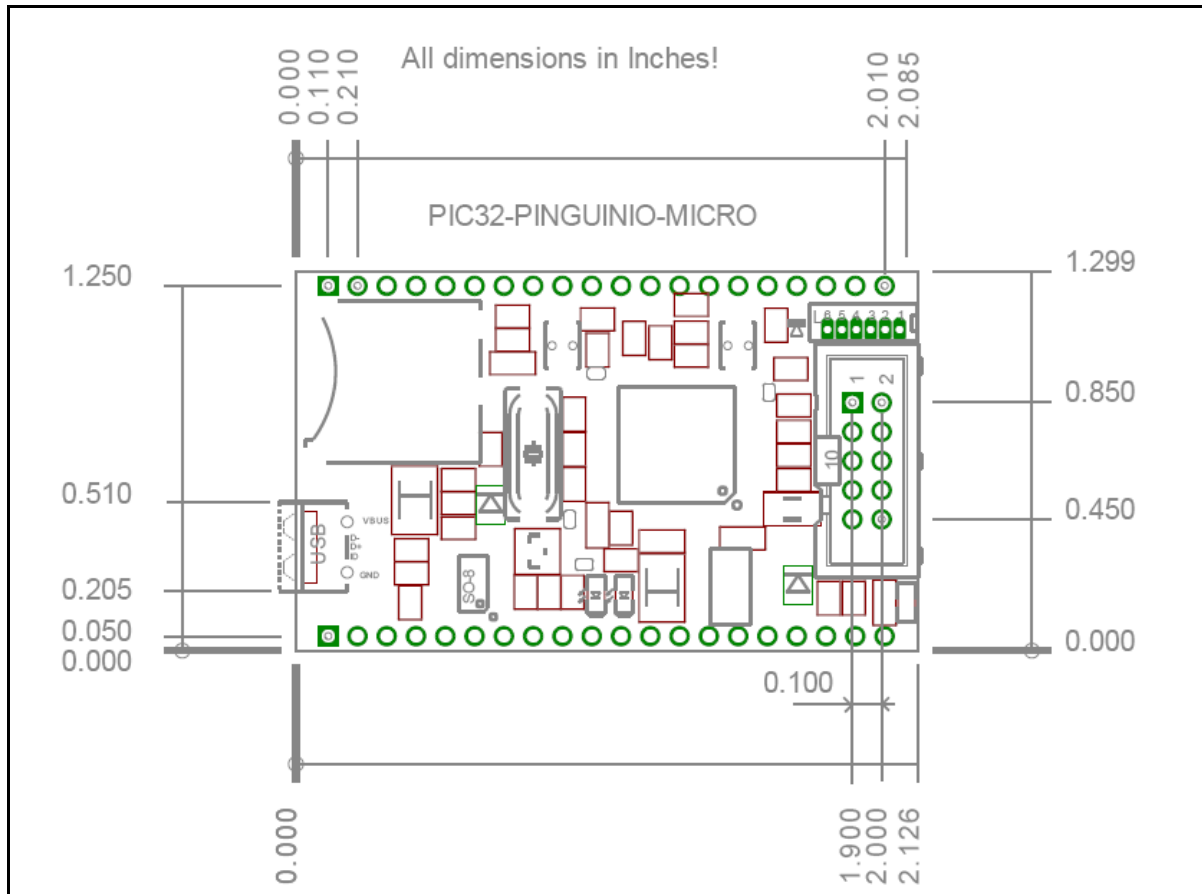 All dimensions in Inches!
0.000
0.110
0.210
2.010
2.085
PIC32-PINGUINIO-MICRO
1.250
1.299
L 6 5 4 3 2 1
1 2
0.850
10
0.510
0.450
USB
VBUS
D-
D+
ID
GND
SO-8
0.205
0.050
0.000
0.000
0.100
0.000
1.900
2.000
2.126